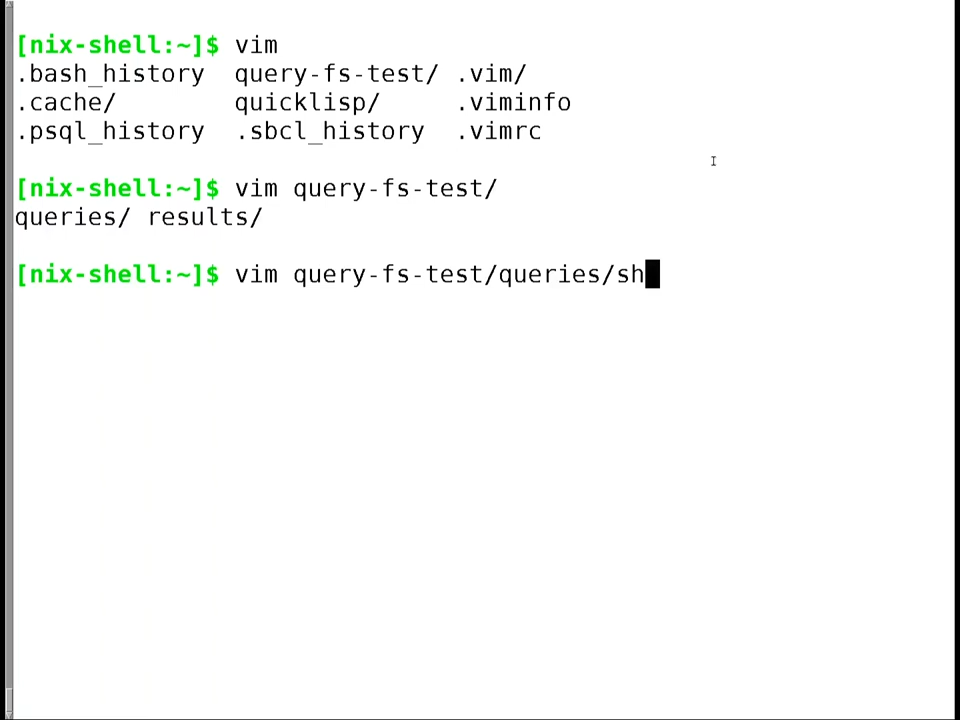 [nix-shell:~]$ vim
.bash_history query-fs-test/ .vim/
.cache/ quicklisp/ .viminfo
.psql_history .sbcl_history .vimrc
[nix-shell:~]$ vim query-fs-test/
queries/ results/
[nix-shell:~]$ vim query-fs-test/queries/sh